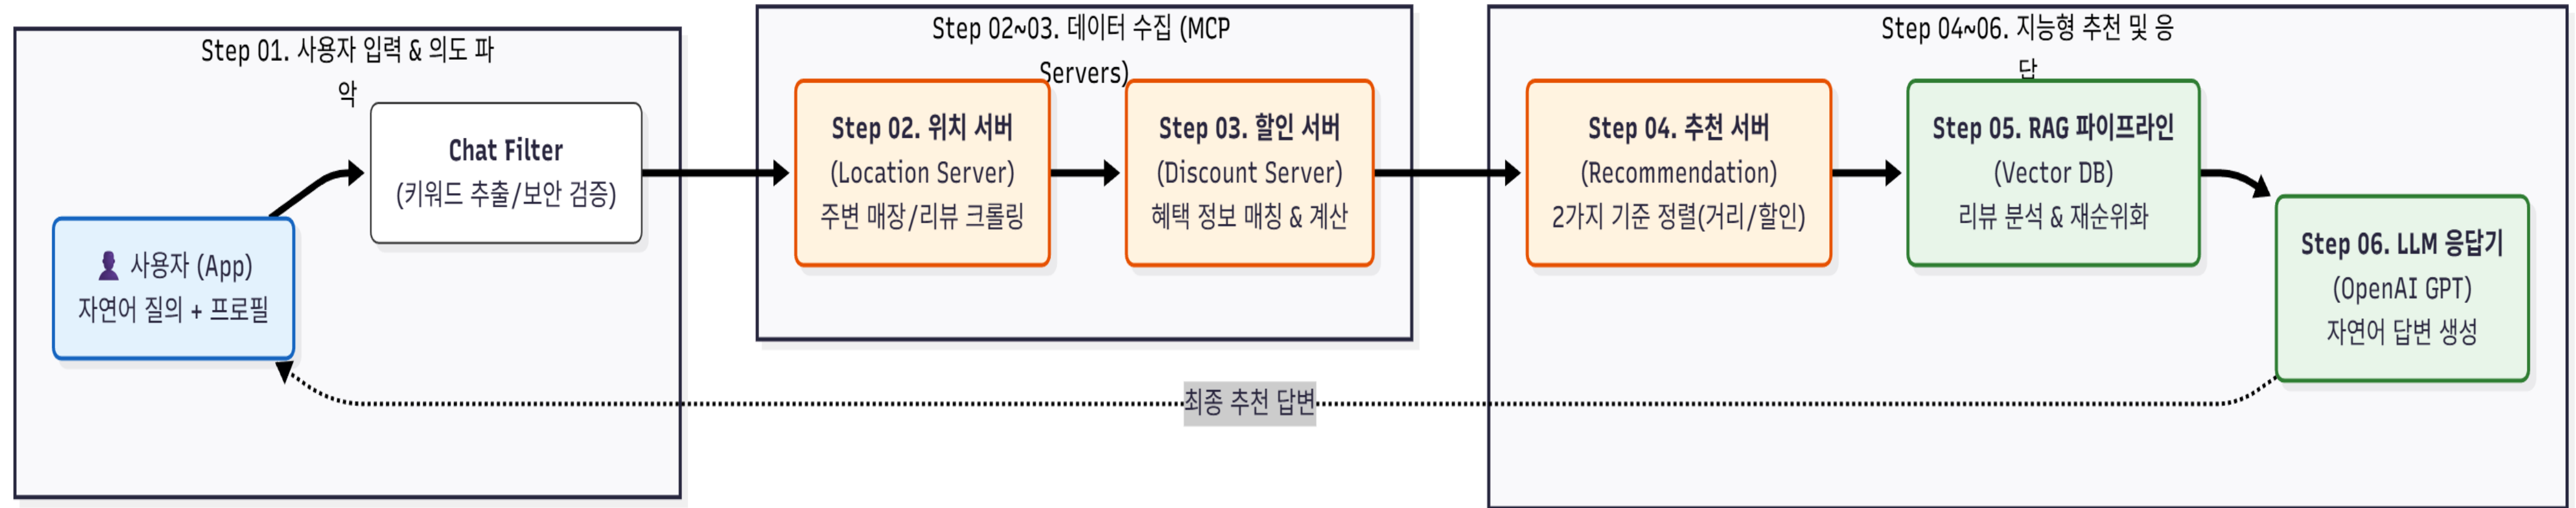 Step 01. 사용자 입력 & 의도 파
악
Chat Filter
(키워드 추출/보안 검증)
👤 사용자 (App)
자연어 질의 + 프로필
Step 02~03. 데이터 수집 (MCP
Servers)
Step 02. 위치 서버
(Location Server)
주변 매장/리뷰 크롤링
Step 03. 할인 서버
(Discount Server)
혜택 정보 매칭 & 계산
Step 04~06. 지능형 추천 및 응
답
Step 04. 추천 서버
(Recommendation)
2가지 기준 정렬(거리/할인)
Step 05. RAG 파이프라인
(Vector DB)
리뷰 분석 & 재순위화
Step 06. LLM 응답기
(OpenAI GPT)
자연어 답변 생성
최종 추천 답변